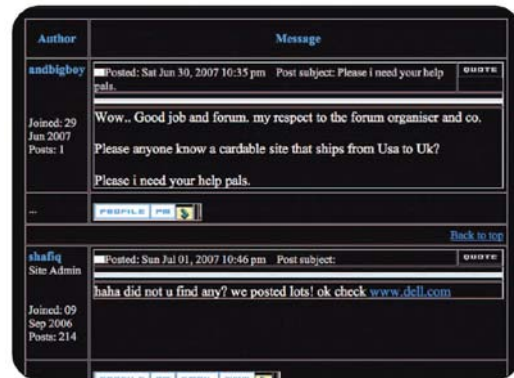 Author Message
andbigboy
Posted: Sat Jun 30, 2007 10:35 pm Post subject: Please i need your help pals.
QUOTE
Joined: 29
Jun 2007
Posts: 1
Wow.. Good job and forum. my respect to the forum organiser and co.
Please anyone know a cardable site that ships from Usa to Uk?
Please i need your help pals.
...
PROFILE PM
Back to top
shafiq
Site Admin
Posted: Sun Jul 01, 2007 10:46 pm Post subject:
QUOTE
Joined: 09
Sep 2006
Posts: 214
haha did not u find any? we posted lots! ok check www.dell.com